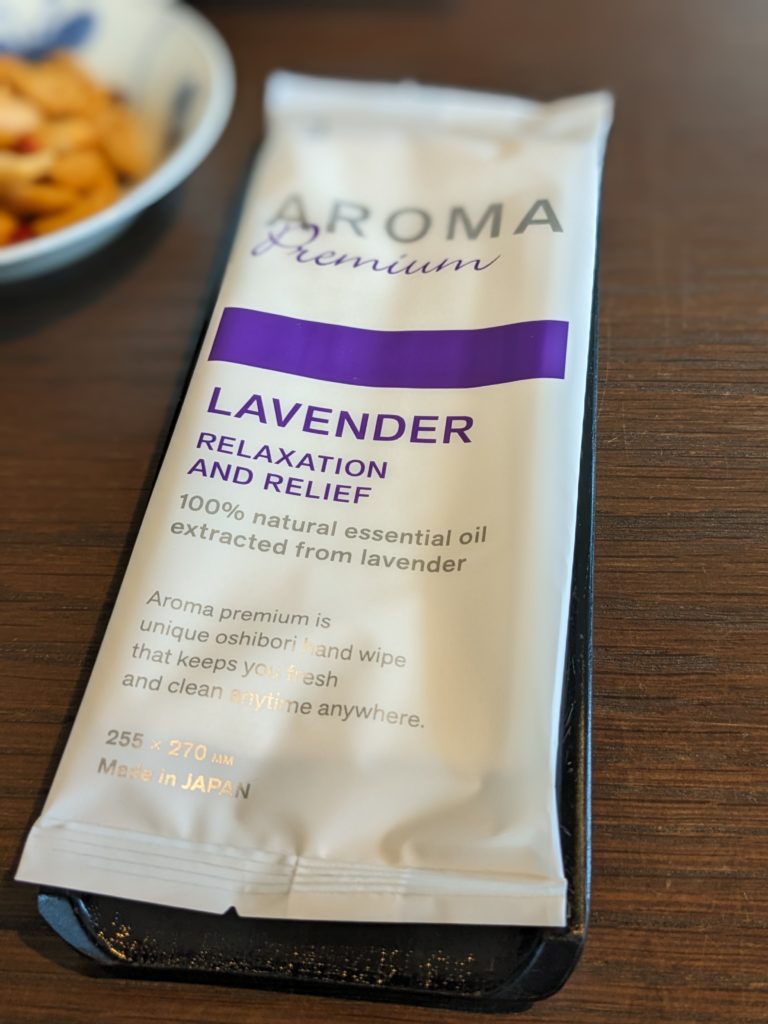 AROMA
Premium
LAVENDER
RELAXATION
AND RELIEF
100% natural essential oil
extracted from lavender
Aroma premium is
unique oshibori hand wipe
that keeps you fresh
and clean anytime anywhere.
255 × 270 MM
Made in JAPAN